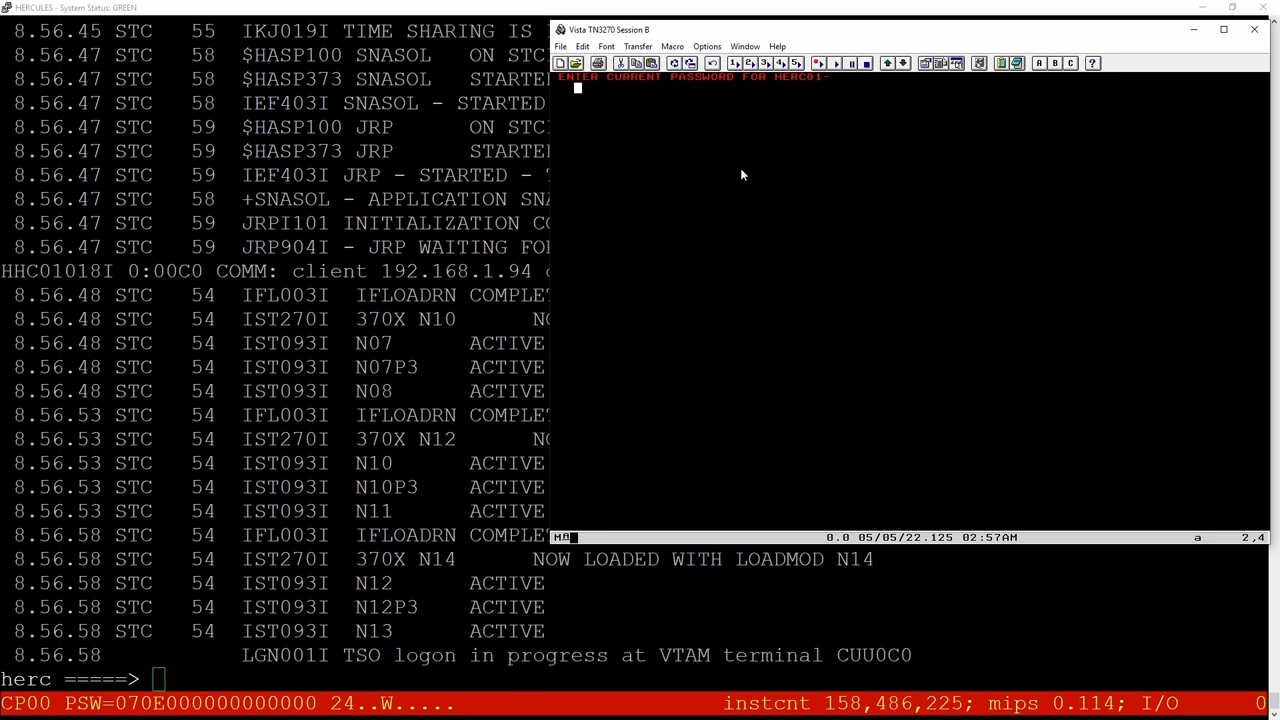 HERCULES - System Status: GREEN
8.56.45 STC 55 IKJ019I TIME SHARING IS
8.56.47 STC 58 $HASP100 SNASOL ON STC
8.56.47 STC 58 $HASP373 SNASOL STARTE
8.56.47 STC 58 IEF403I SNASOL - STARTED
8.56.47 STC 59 $HASP100 JRP ON STC
8.56.47 STC 59 $HASP373 JRP STARTE
8.56.47 STC 59 IEF403I JRP - STARTED -
8.56.47 STC 58 +SNASOL - APPLICATION SNA
8.56.47 STC 59 JRPI101 INITIALIZATION CO
8.56.47 STC 59 JRP904I - JRP WAITING FO
HHC01018I 0:00C0 COMM: client 192.168.1.94
8.56.48 STC 54 IFL003I IFLOADRN COMPLET
8.56.48 STC 54 IST270I 370X N10 NO
8.56.48 STC 54 IST093I N07 ACTIVE
8.56.48 STC 54 IST093I N07P3 ACTIVE
8.56.48 STC 54 IST093I N08 ACTIVE
8.56.53 STC 54 IFL003I IFLOADRN COMPLET
8.56.53 STC 54 IST270I 370X N12 NO
8.56.53 STC 54 IST093I N10 ACTIVE
8.56.53 STC 54 IST093I N10P3 ACTIVE
8.56.53 STC 54 IST093I N11 ACTIVE
8.56.58 STC 54 IFL003I IFLOADRN COMPLET
8.56.58 STC 54 IST270I 370X N14 NOW LOADED WITH LOADMOD N14
8.56.58 STC 54 IST093I N12 ACTIVE
8.56.58 STC 54 IST093I N12P3 ACTIVE
8.56.58 STC 54 IST093I N13 ACTIVE
8.56.58 LGN001I TSO logon in progress at VTAM terminal CUU0C0
herc =====>
CP00 PSW=070E000000000000 24..W..... instcnt 158,486,225; mips 0.114; I/O 0
Vista TN3270 Session B
File Edit Font Transfer Macro Options Window Help
1 2 3 4 5 A B C ?
ENTER CURRENT PASSWORD FOR HERC01-
0.0 05/05/22.125 02:57AM a 2,4